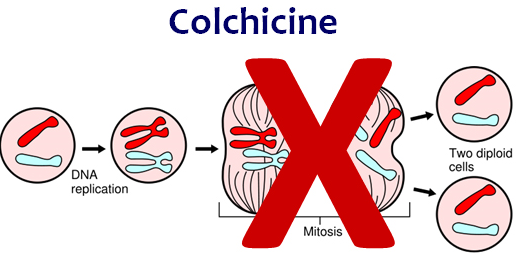 Colchicine
DNA
replication
Mitosis
Two diploid
cells